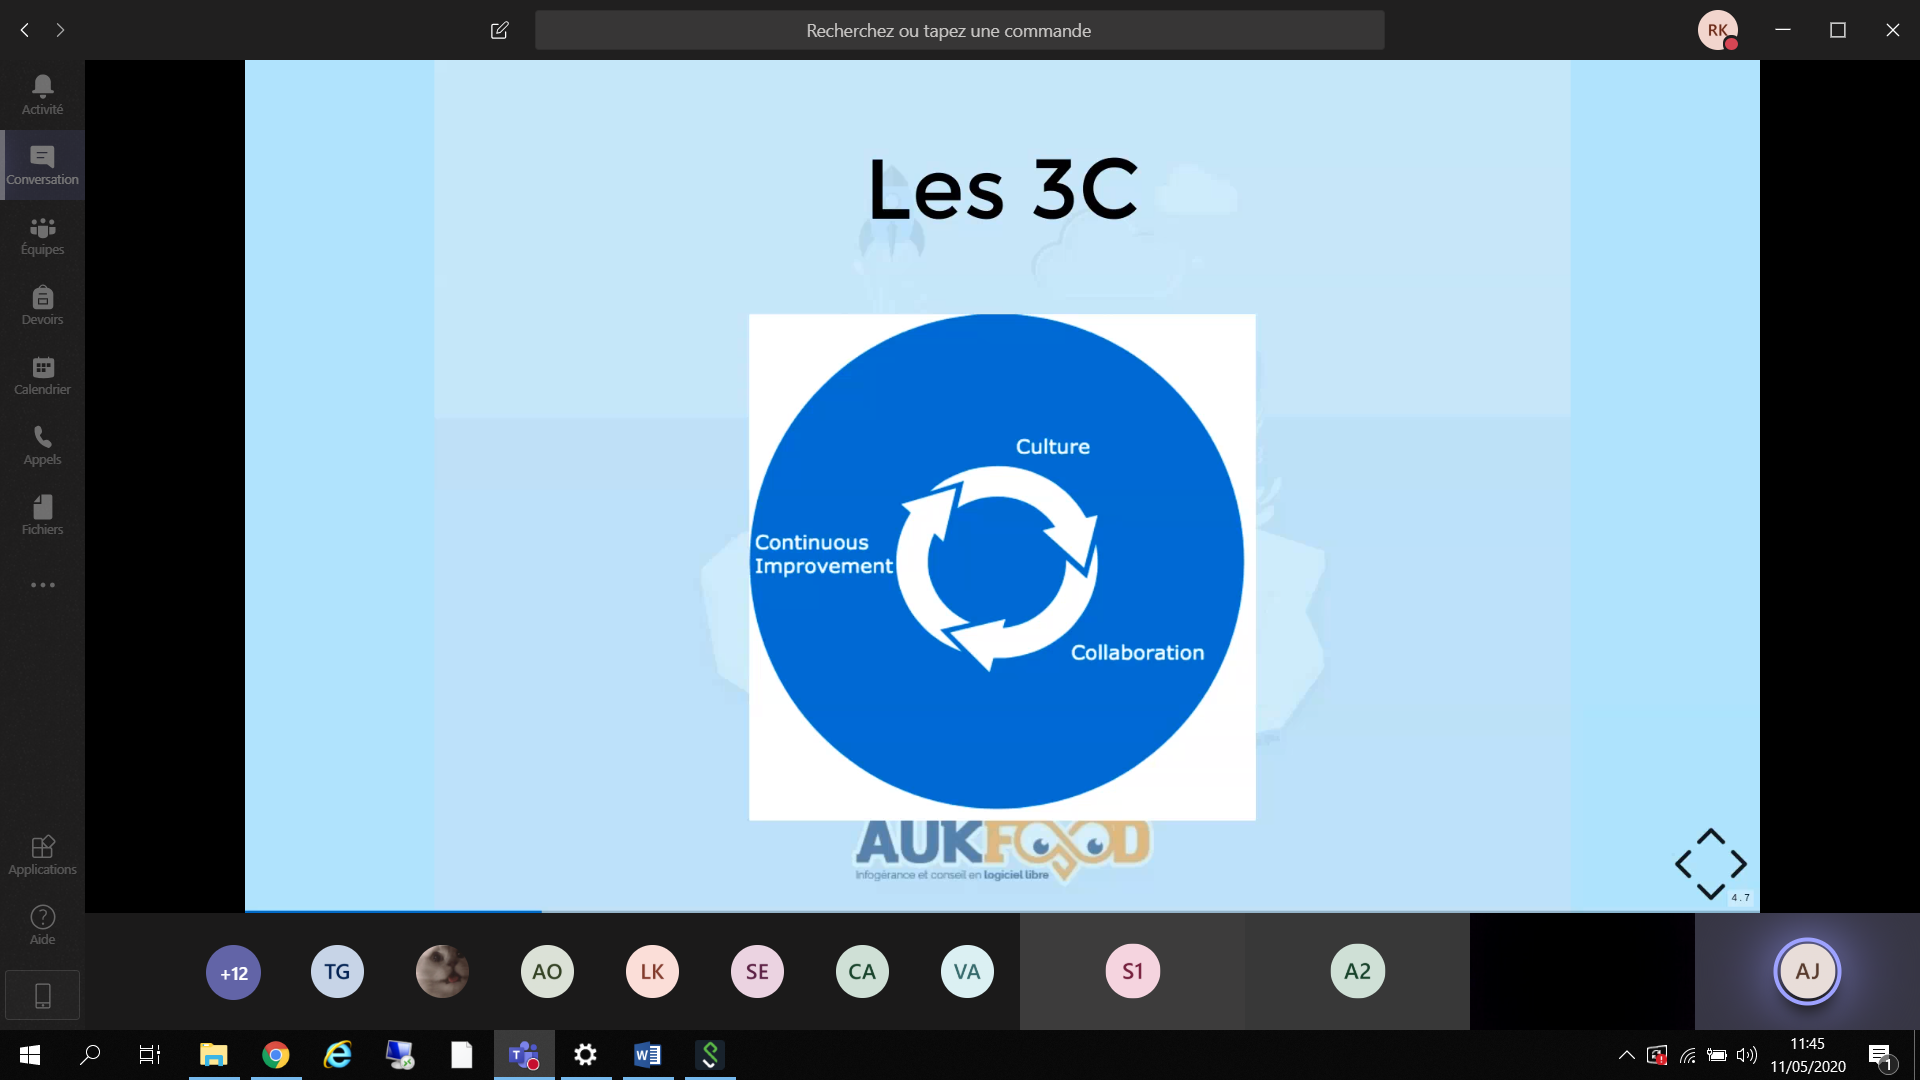 Recherchez ou tapez une commande
RK
Activité
Conversation
Équipes
Devoirs
Calendrier
Appels
Fichiers
Applications
Aide
Les 3C
Culture
Continuous
Improvement
Collaboration
AUKFOOD
Infogérance et conseil en logiciel libre
4.7
+12
TG
AO
LK
SE
CA
VA
S1
A2
AJ
11:45
11/05/2020
1